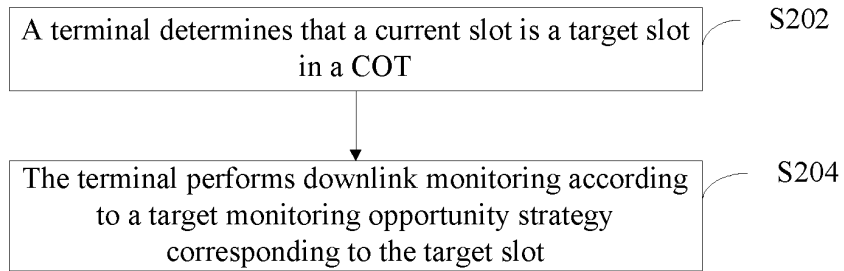 A terminal determines that a current slot is a target slot
in a COT
S202
The terminal performs downlink monitoring according
to a target monitoring opportunity strategy
corresponding to the target slot
S204